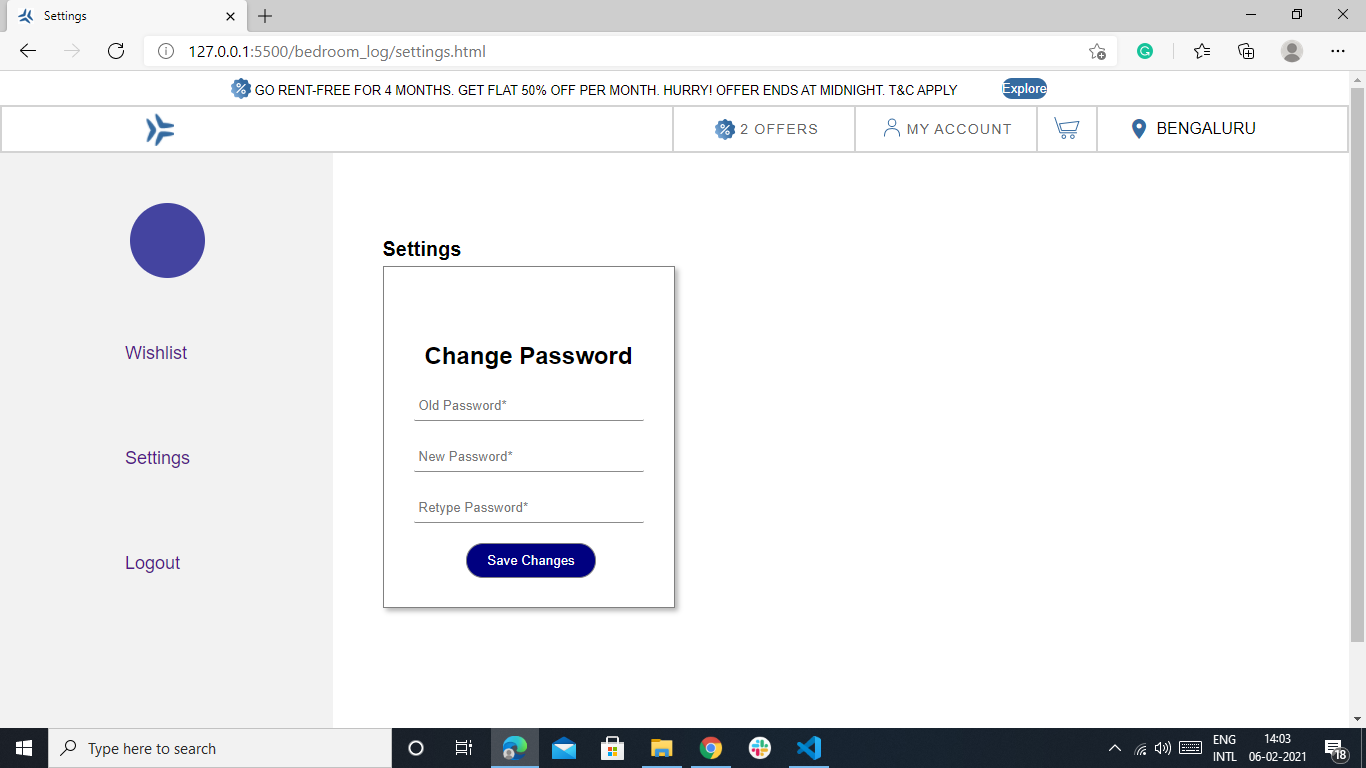 Settings
127.0.0.1:5500/bedroom_log/settings.html
% GO RENT-FREE FOR 4 MONTHS. GET FLAT 50% OFF PER MONTH. HURRY! OFFER ENDS AT MIDNIGHT. T&C APPLY Explore
% 2 OFFERS MY ACCOUNT BENGALURU
Wishlist
Settings
Logout
Settings
Change Password
Old Password*
New Password*
Retype Password*
Save Changes
Type here to search
ENG
INTL
14:03
06-02-2021
18